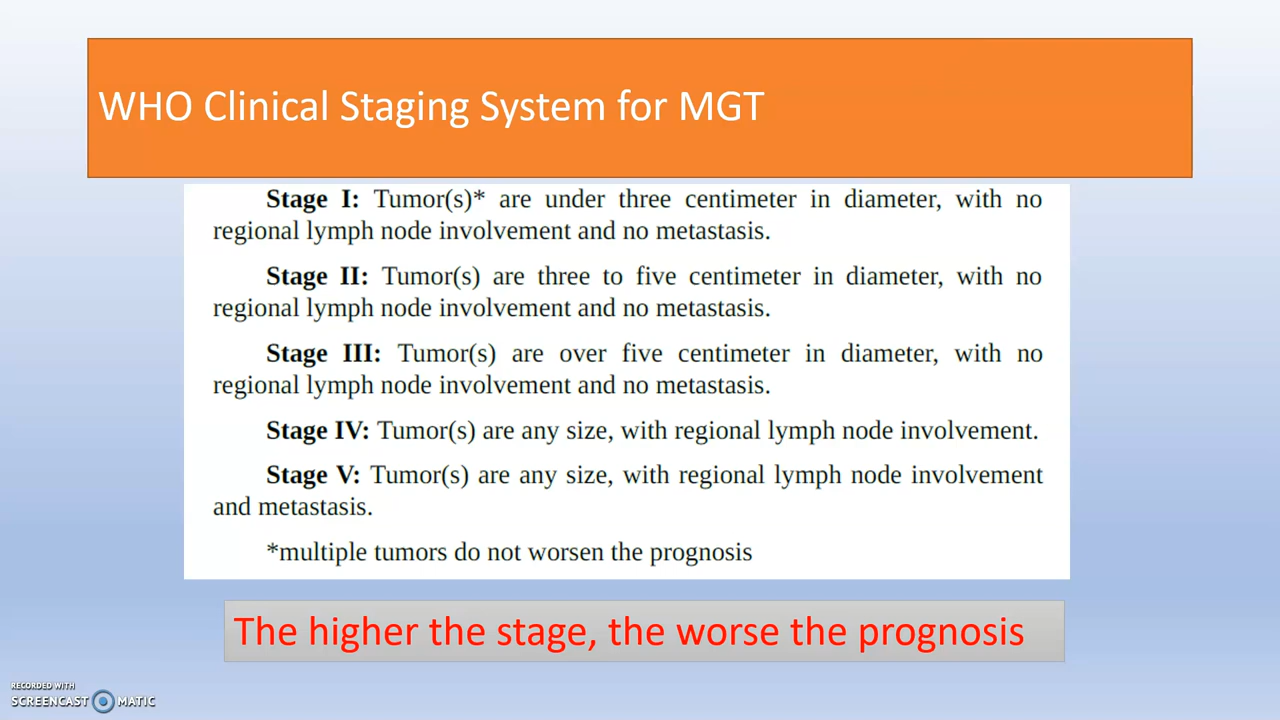 WHO Clinical Staging System for MGT
Stage I: Tumor(s)* are under three centimeter in diameter, with no
regional lymph node involvement and no metastasis.
Stage II: Tumor(s) are three to five centimeter in diameter, with no
regional lymph node involvement and no metastasis.
Stage III: Tumor(s) are over five centimeter in diameter, with no
regional lymph node involvement and no metastasis.
Stage IV: Tumor(s) are any size, with regional lymph node involvement.
Stage V: Tumor(s) are any size, with regional lymph node involvement
and metastasis.
*multiple tumors do not worsen the prognosis
The higher the stage, the worse the prognosis
RECORDED WITH
SCREENCAST MATIC